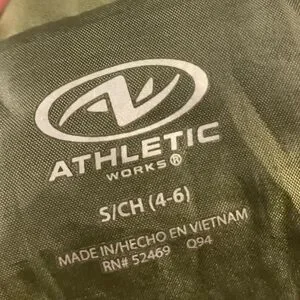 ATHLETIC
WORKS®
S/CH (4-6)
MADE IN/HECHO EN VIETNAM
RN# 52469 Q94